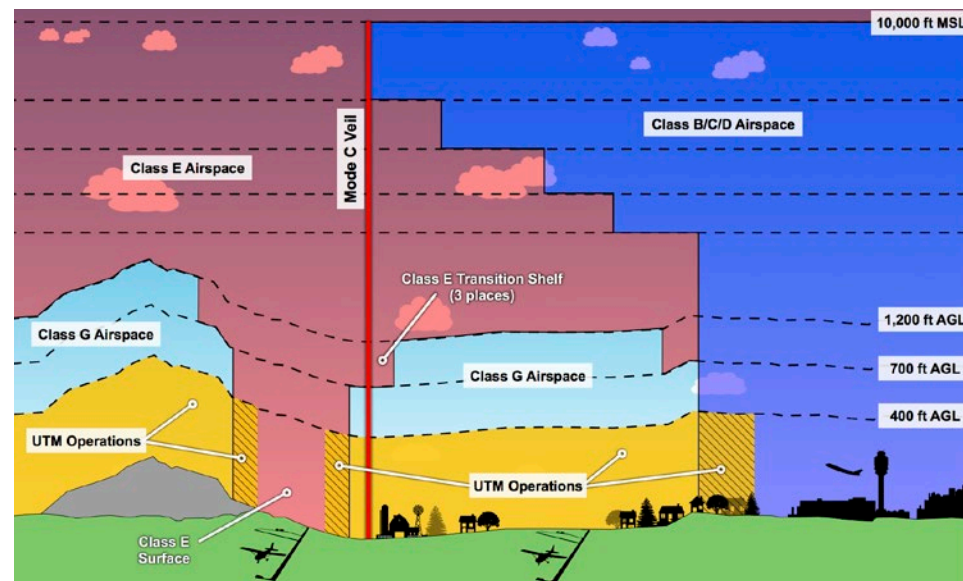 10,000 ft MSL
Class B/C/D Airspace
Class E Airspace
Mode C Veil
Class E Transition Shelf
(3 places)
1,200 ft AGL
Class G Airspace
700 ft AGL
Class G Airspace
400 ft AGL
UTM Operations
UTM Operations
Class E
Surface